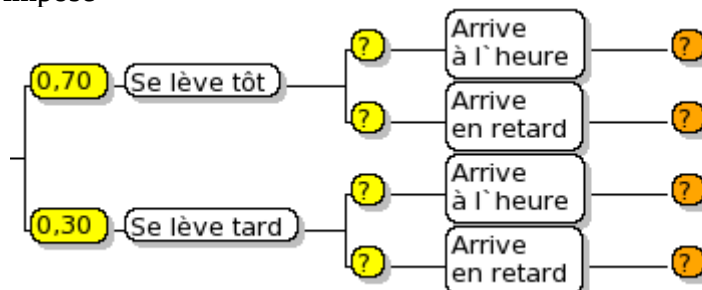 ?
Arrive
à l`heure
?
0,70
Se lève tôt
?
Arrive
en retard
?
?
Arrive
à l`heure
?
0,30
Se lève tard
?
Arrive
en retard
?